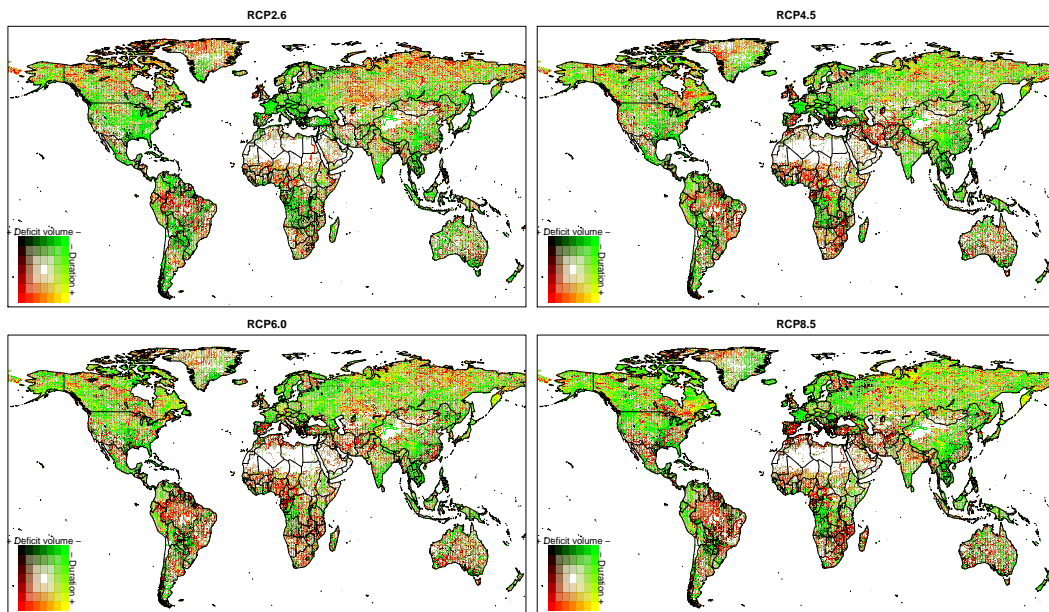 RCP2.6
RCP4.5
+ Deficit volume −
− Duration +
+ Deficit volume −
− Duration +
RCP6.0
RCP8.5
+ Deficit volume −
− Duration +
+ Deficit volume −
− Duration +